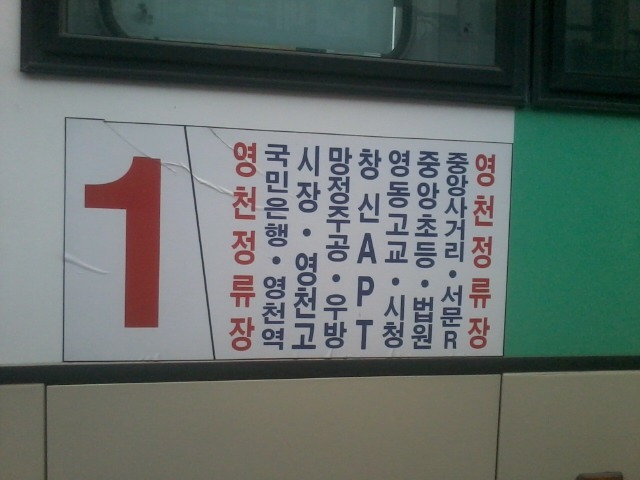 1
영천정류장
국민은행·영천역
시장·영천고
망정주공·우방
창신APT
영동고교·시청
중앙초등·법원
중앙사거리·서문R
영천정류장